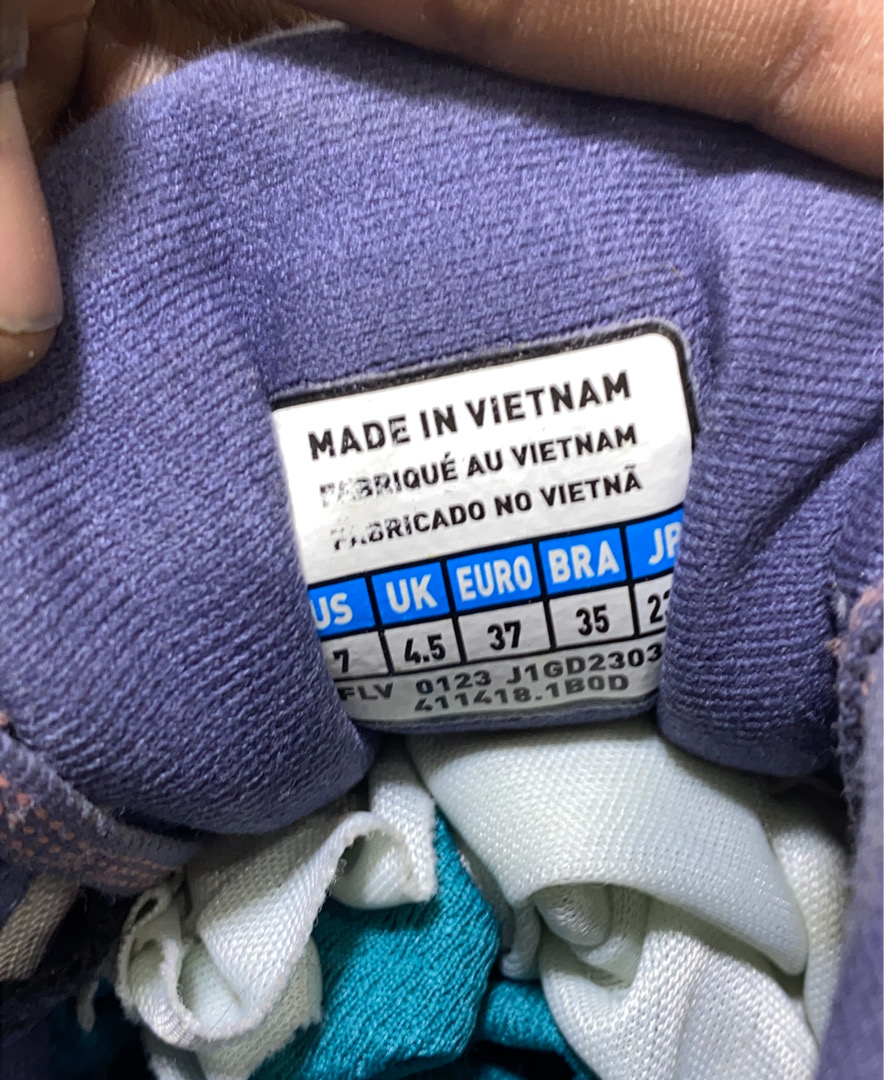 MADE IN VIETNAM
FABRIQUÉ AU VIETNAM
FABRICADO NO VIETNÃ
US UK EURO BRA JP
7 4.5 37 35
FLV 0123 J1GD2303
411418.1B0D